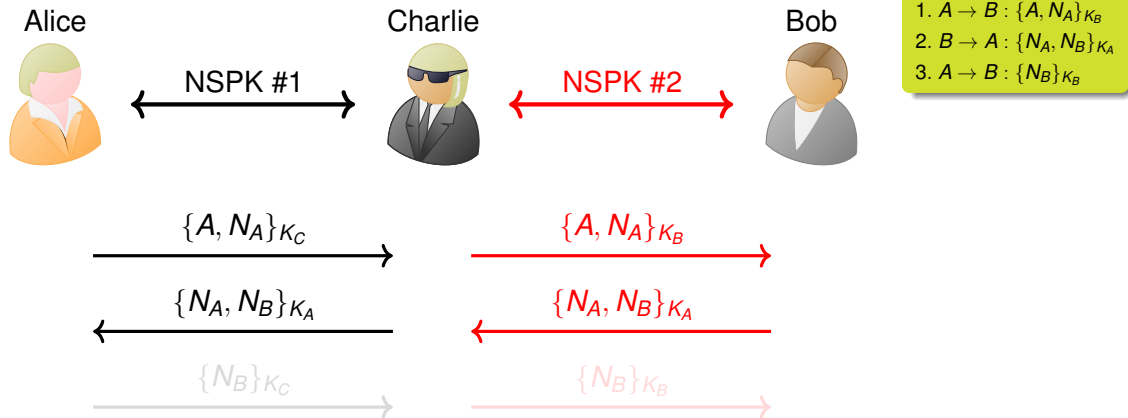 Alice
Charlie
Bob
1. A → B : {A, N_A}_{K_B}
2. B → A : {N_A, N_B}_{K_A}
3. A → B : {N_B}_{K_B}
NSPK #1
NSPK #2
{A, N_A}_{K_C}
{A, N_A}_{K_B}
{N_A, N_B}_{K_A}
{N_A, N_B}_{K_A}
{N_B}_{K_C}
{N_B}_{K_B}